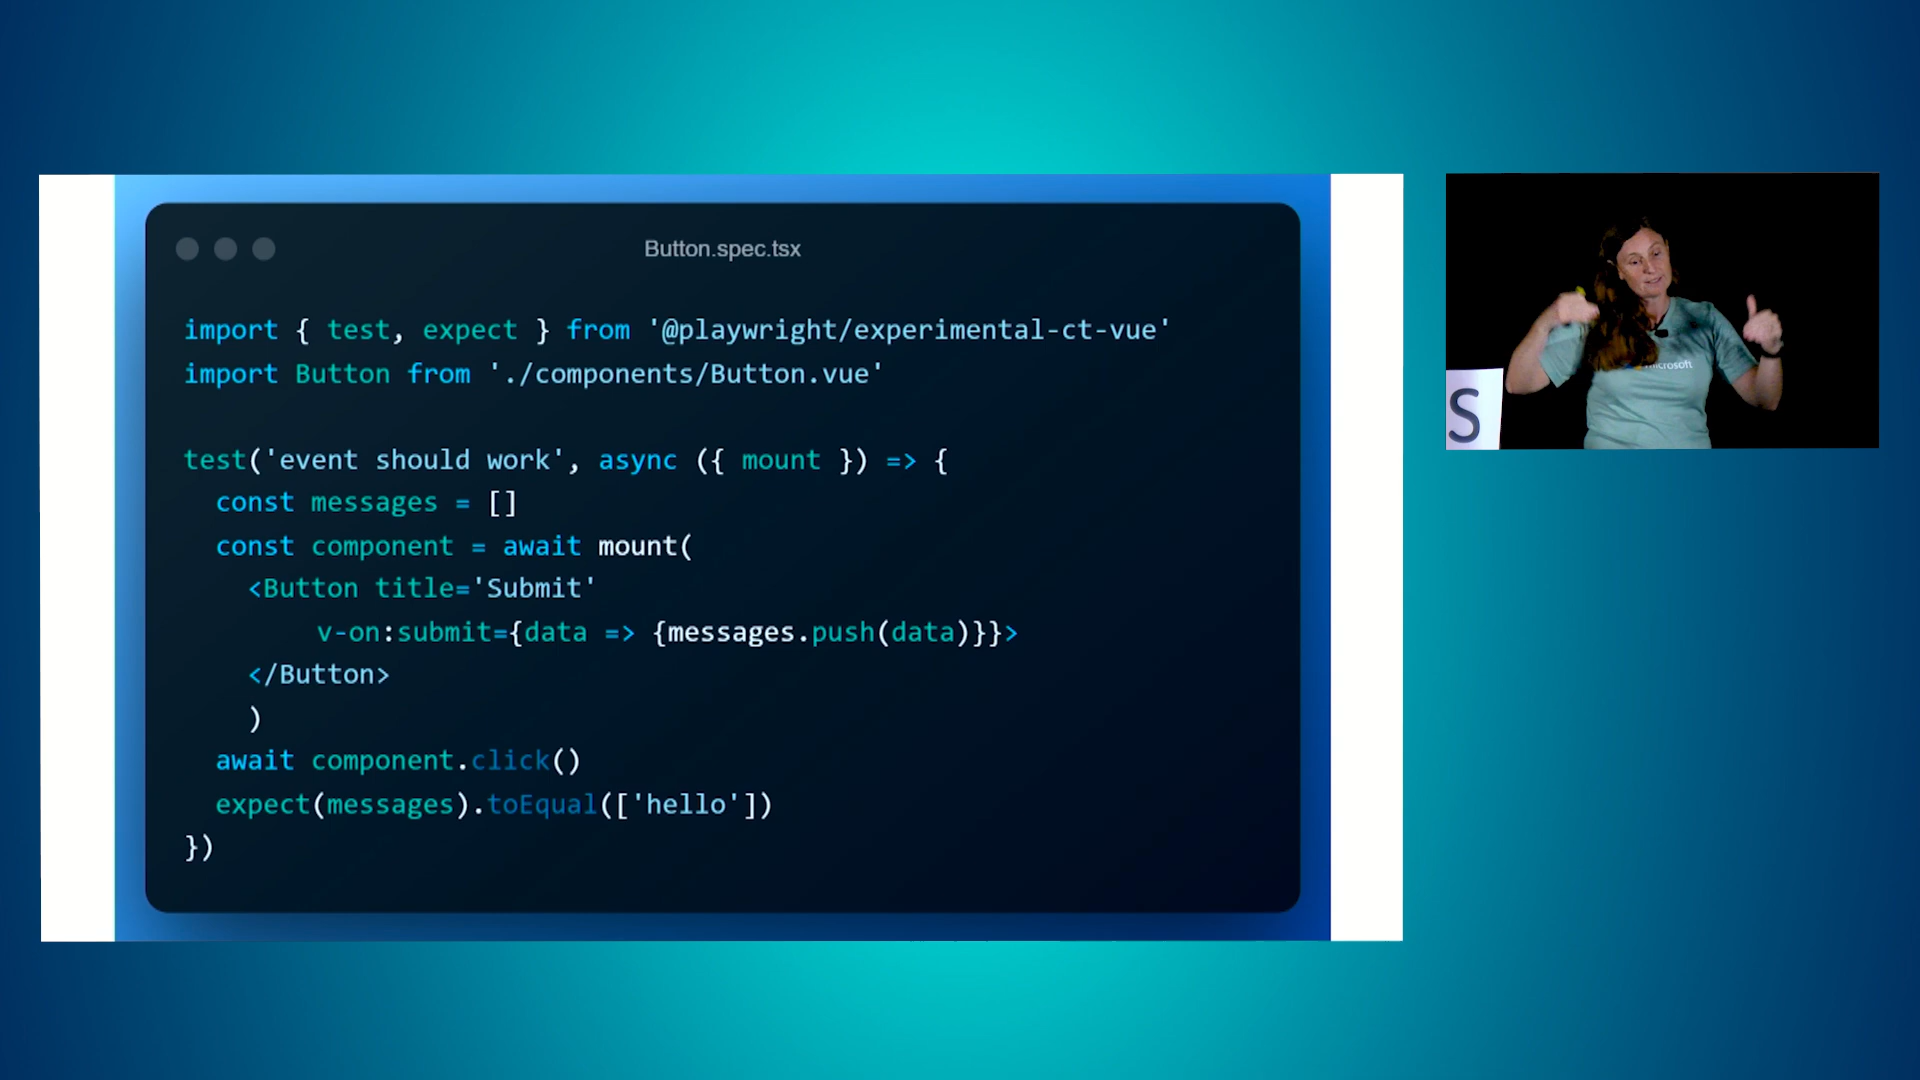 Button.spec.tsx
import { test, expect } from '@playwright/experimental-ct-vue'
import Button from './components/Button.vue'
test('event should work', async ({ mount }) => {
  const messages = []
  const component = await mount(
    <Button title='Submit'
        v-on:submit={data => {messages.push(data)}}>
    </Button>
    )
  await component.click()
  expect(messages).toEqual(['hello'])
})
microsoft
S